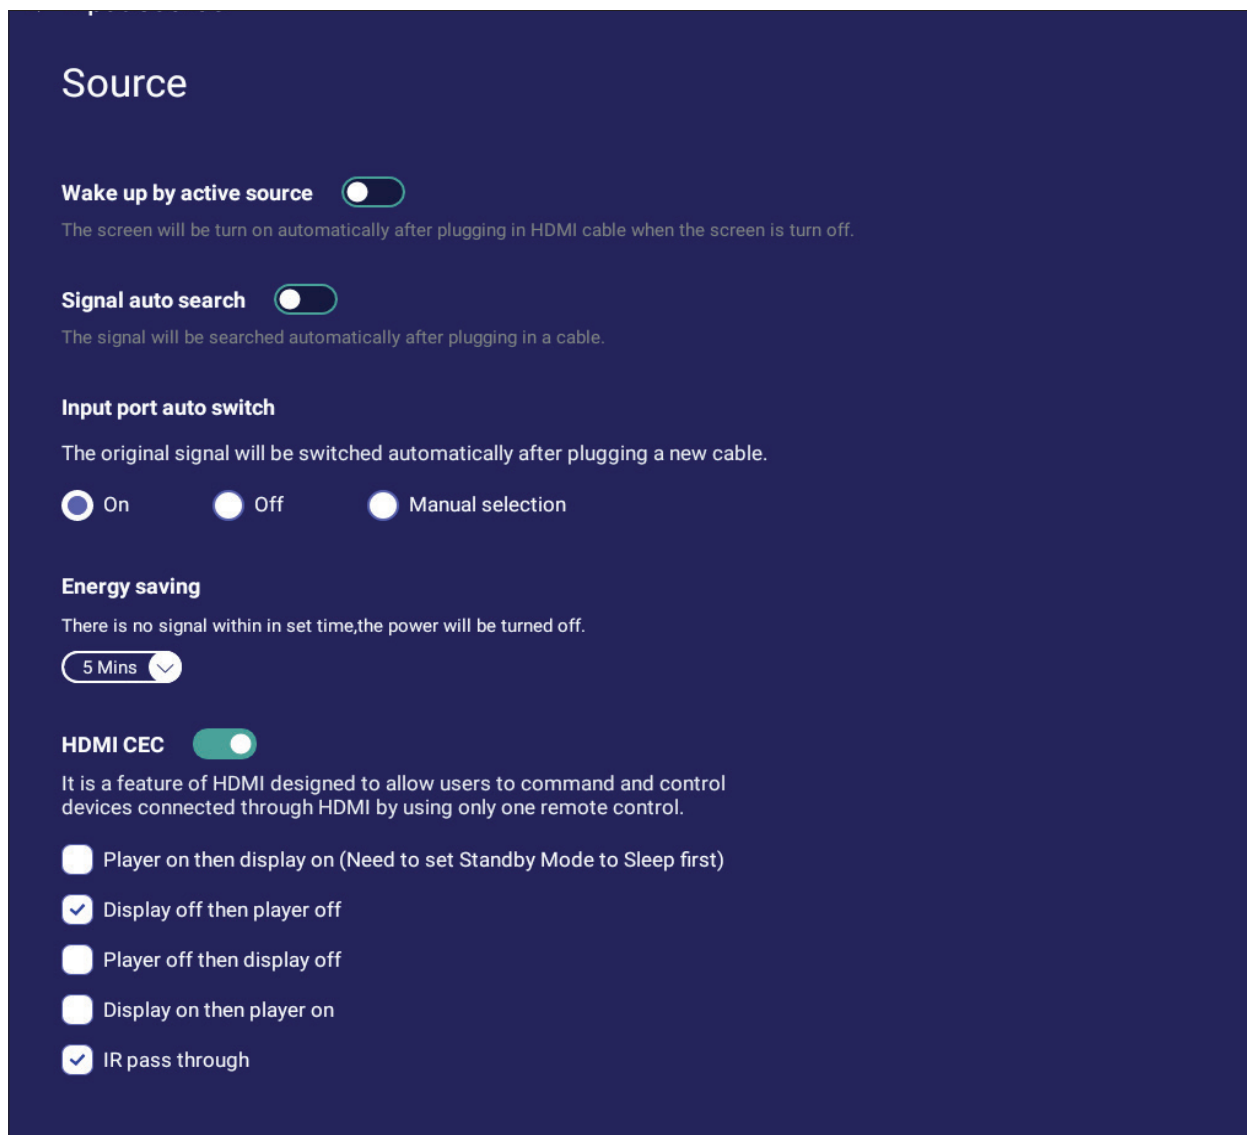 Source
Wake up by active source
The screen will be turn on automatically after plugging in HDMI cable when the screen is turn off.
Signal auto search
The signal will be searched automatically after plugging in a cable.
Input port auto switch
The original signal will be switched automatically after plugging a new cable.
On Off Manual selection
Energy saving
There is no signal within in set time,the power will be turned off.
5 Mins
HDMI CEC
It is a feature of HDMI designed to allow users to command and control
devices connected through HDMI by using only one remote control.
Player on then display on (Need to set Standby Mode to Sleep first)
Display off then player off
Player off then display off
Display on then player on
IR pass through